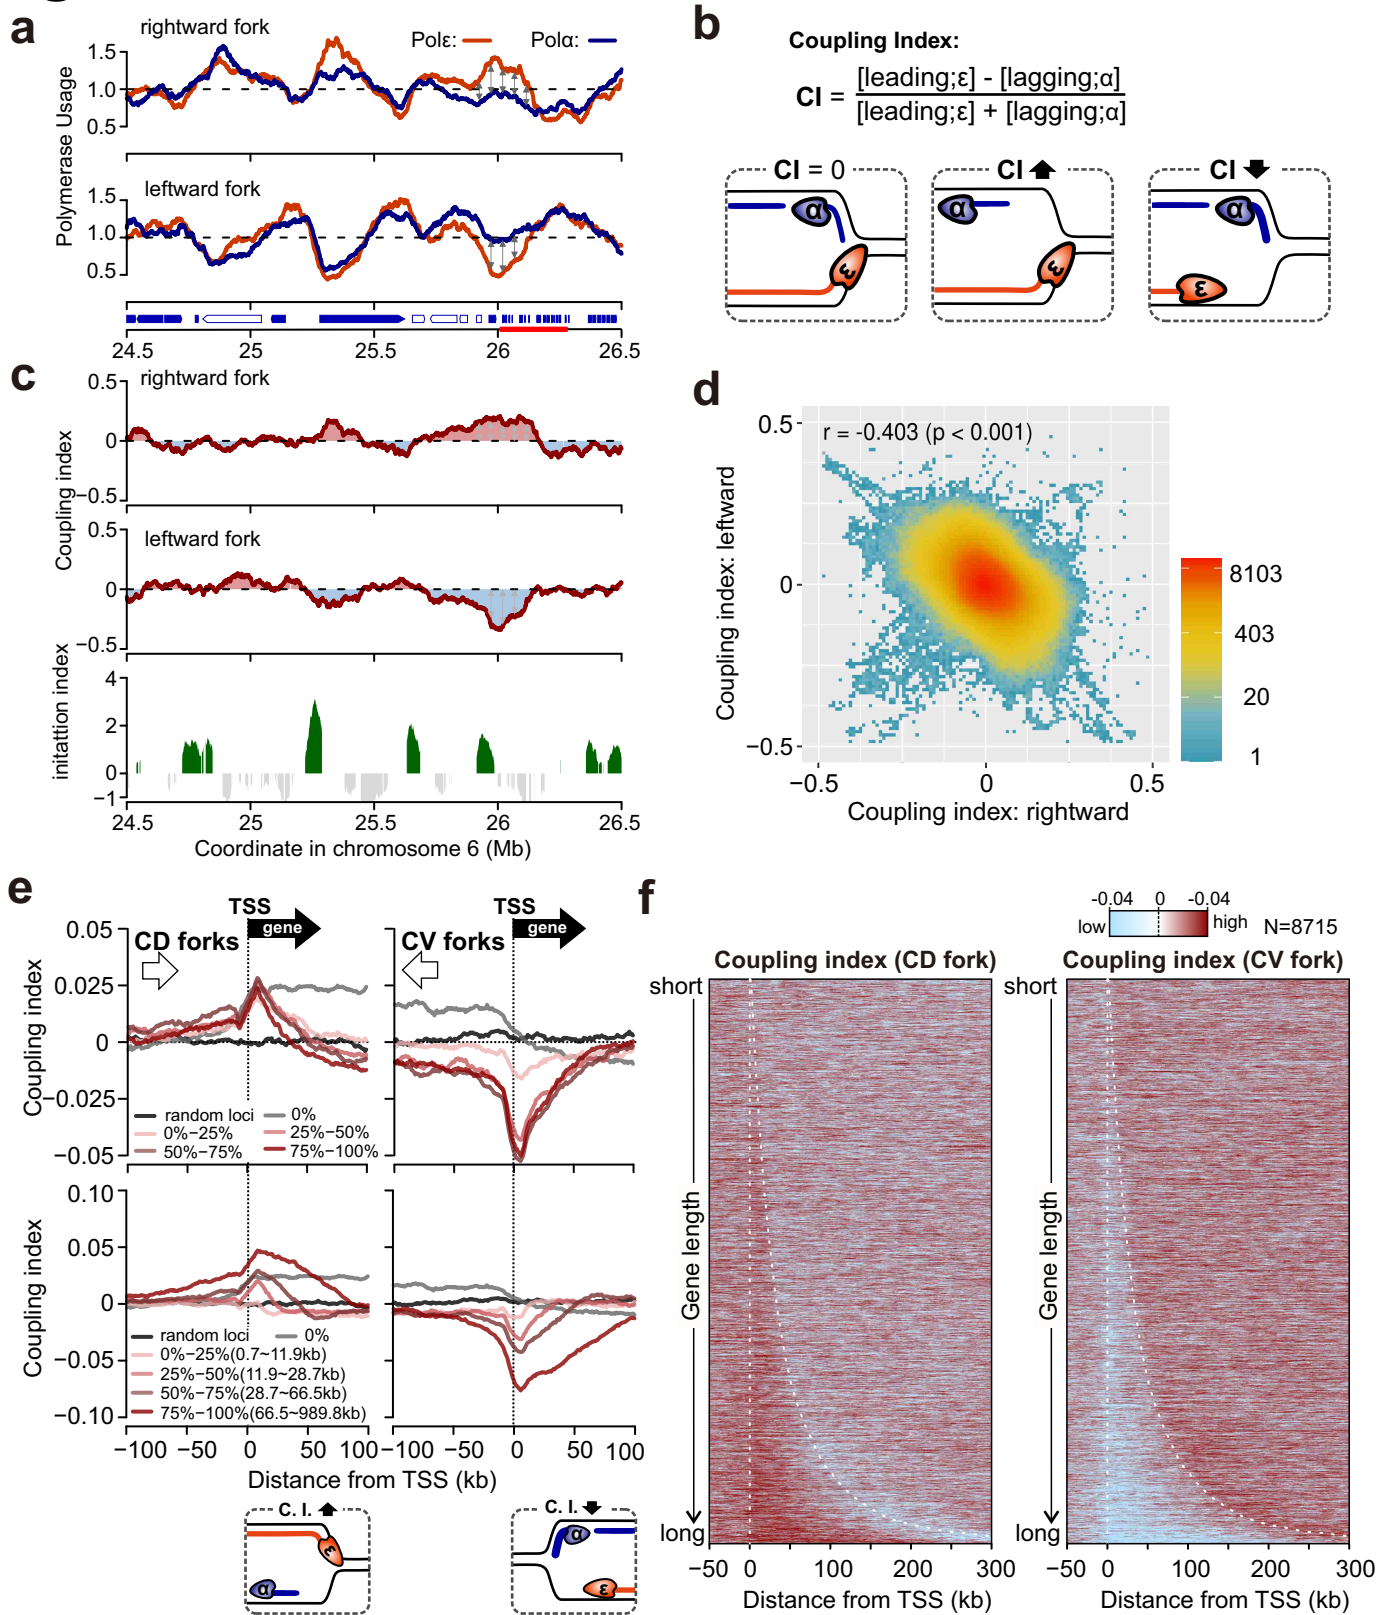 a
rightward fork
Polε:
Polα:
1.5
1.0
0.5
leftward fork
1.5
1.0
0.5
Polymerase Usage
24.5 25 25.5 26 26.5
b
Coupling Index:
CI = [leading;ε] - [lagging;α]
[leading;ε] + [lagging;α]
CI = 0
CI
CI
α
ε
α
ε
α
ε
c
rightward fork
0.5
0
−0.5
leftward fork
0.5
0
−0.5
Coupling index
4
2
0
−1
initattion index
24.5 25 25.5 26 26.5
Coordinate in chromosome 6 (Mb)
d
r = -0.403 (p < 0.001)
0.5
0
−0.5
Coupling index: leftward
−0.5 0 0.5
Coupling index: rightward
8103
403
20
1
e
TSS
gene
CD forks
TSS
gene
CV forks
0.05
0.025
0
−0.025
−0.05
Coupling index
random loci 0%
0%−25% 25%−50%
50%−75% 75%−100%
0.10
0.05
0
−0.05
−0.10
Coupling index
random loci 0%
0%−25%(0.7~11.9kb)
25%−50%(11.9~28.7kb)
50%−75%(28.7~66.5kb)
75%−100%(66.5~989.8kb)
−100 −50 0 50 100
−100 −50 0 50 100
Distance from TSS (kb)
C. I.
ε
α
C. I.
α
ε
f
-0.04 0 -0.04
low
high
N=8715
Coupling index (CD fork)
Coupling index (CV fork)
short
Gene length
long
short
Gene length
long
−50 0 100 200 300
−50 0 100 200 300
Distance from TSS (kb)
Distance from TSS (kb)